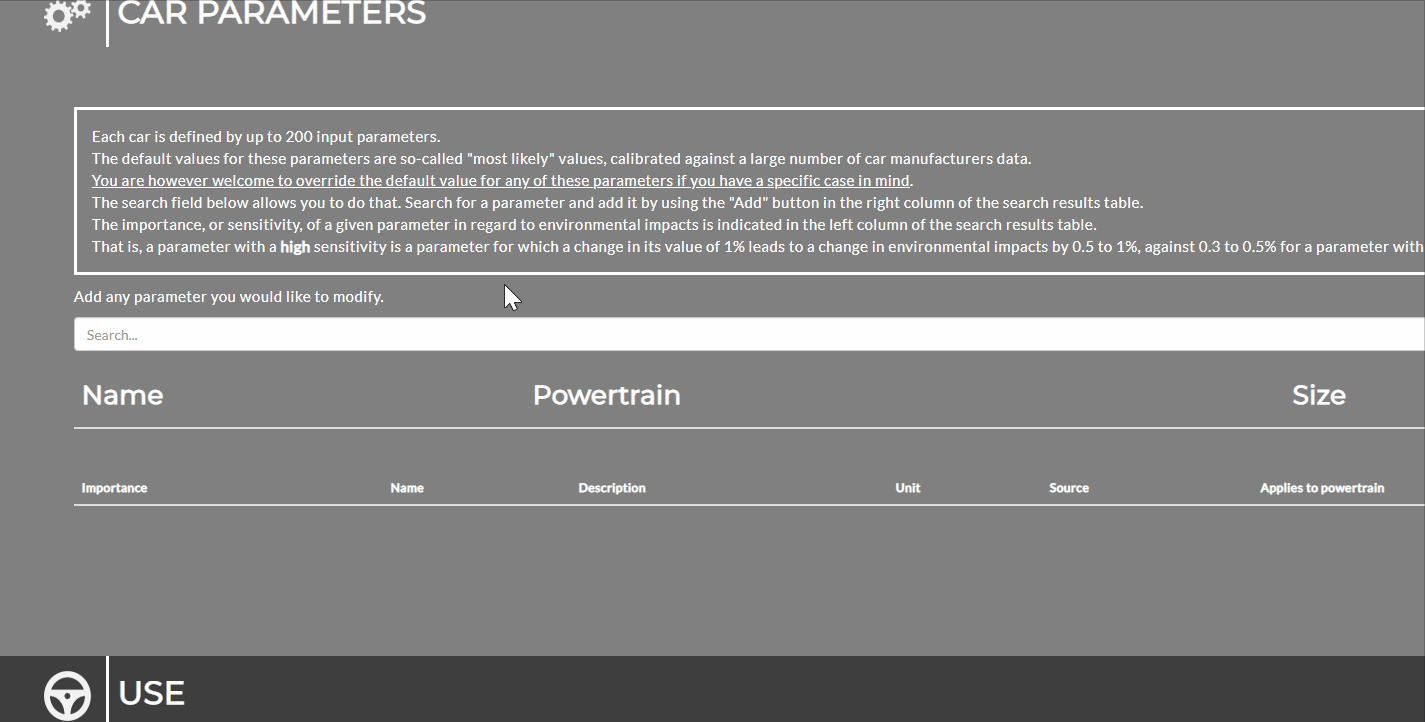 CAR PARAMETERS
Each car is defined by up to 200 input parameters.
The default values for these parameters are so-called "most likely" values, calibrated against a large number of car manufacturers data.
You are however welcome to override the default value for any of these parameters if you have a specific case in mind.
The search field below allows you to do that. Search for a parameter and add it by using the "Add" button in the right column of the search results table.
The importance, or sensitivity, of a given parameter in regard to environmental impacts is indicated in the left column of the search results table.
That is, a parameter with a high sensitivity is a parameter for which a change in its value of 1% leads to a change in environmental impacts by 0.5 to 1%, against 0.3 to 0.5% for a parameter with
Add any parameter you would like to modify.
Search...
Name Powertrain Size
Importance Name Description Unit Source Applies to powertrain
USE